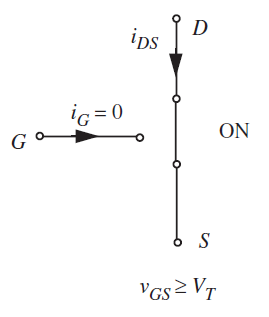 D
i_DS
i_G = 0
ON
G
S
v_GS ≥ V_T